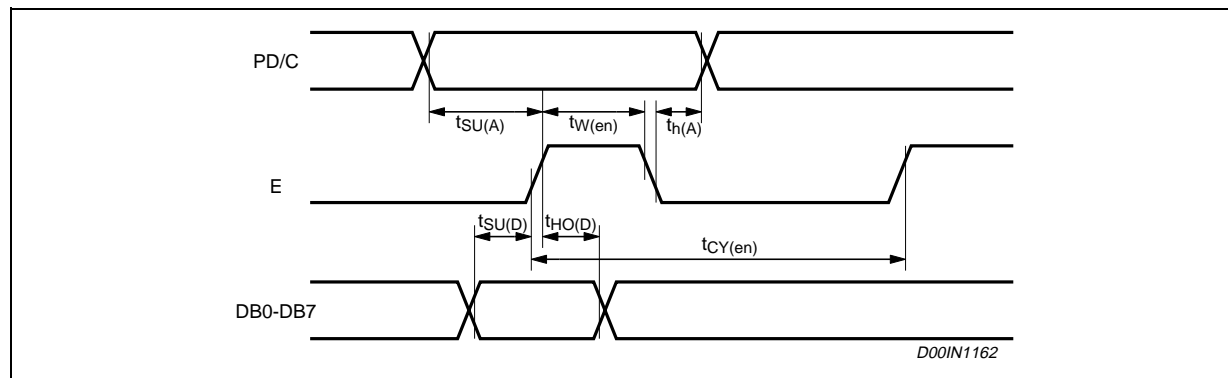 PD/C
tSU(A) tW(en) th(A)
E
tSU(D) tHO(D)
tCY(en)
DB0-DB7
D00IN1162